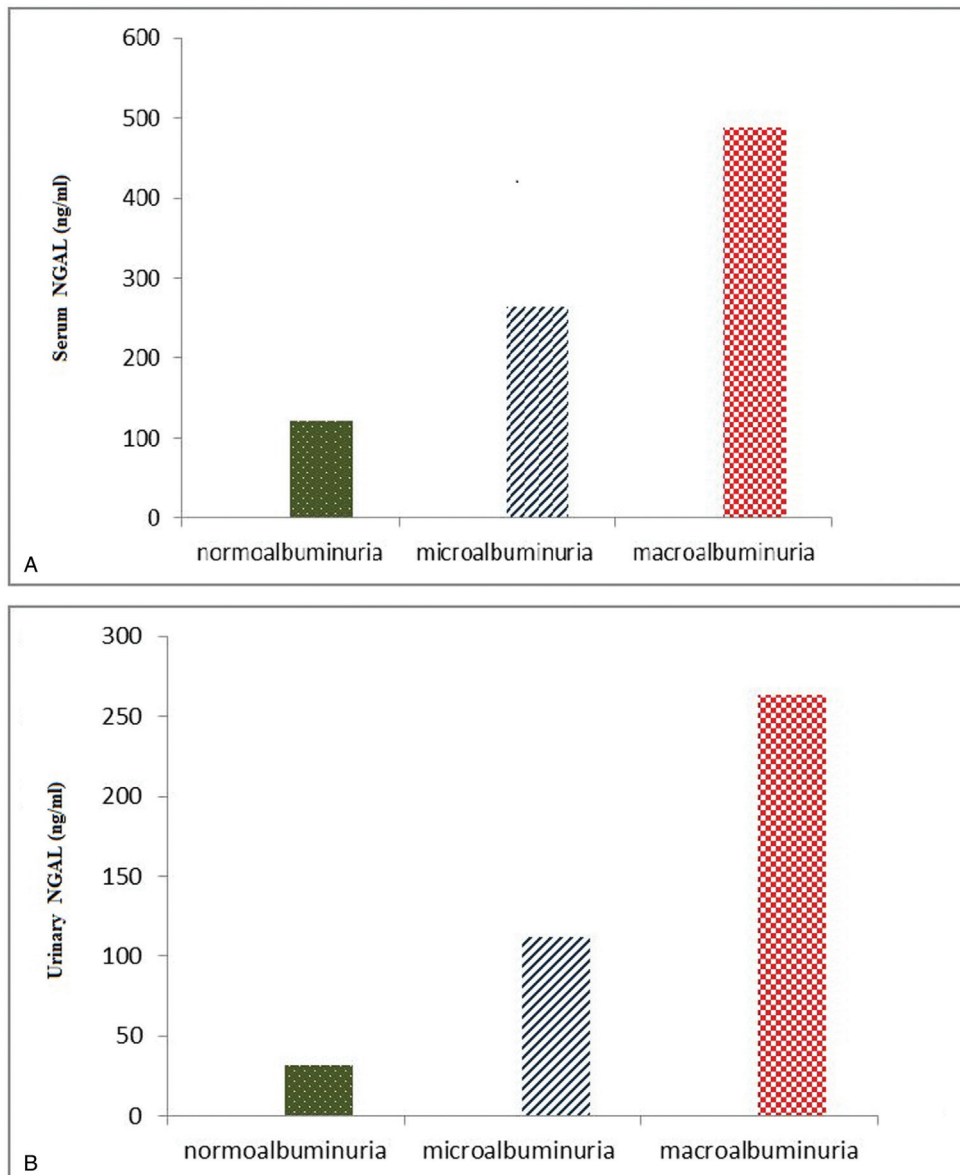 600
500
400
300
200
100
0
Serum NGAL (ng/ml)
normoalbuminuria microalbuminuria macroalbuminuria
A
300
250
200
150
100
50
0
Urinary NGAL (ng/ml)
normoalbuminuria microalbuminuria macroalbuminuria
B